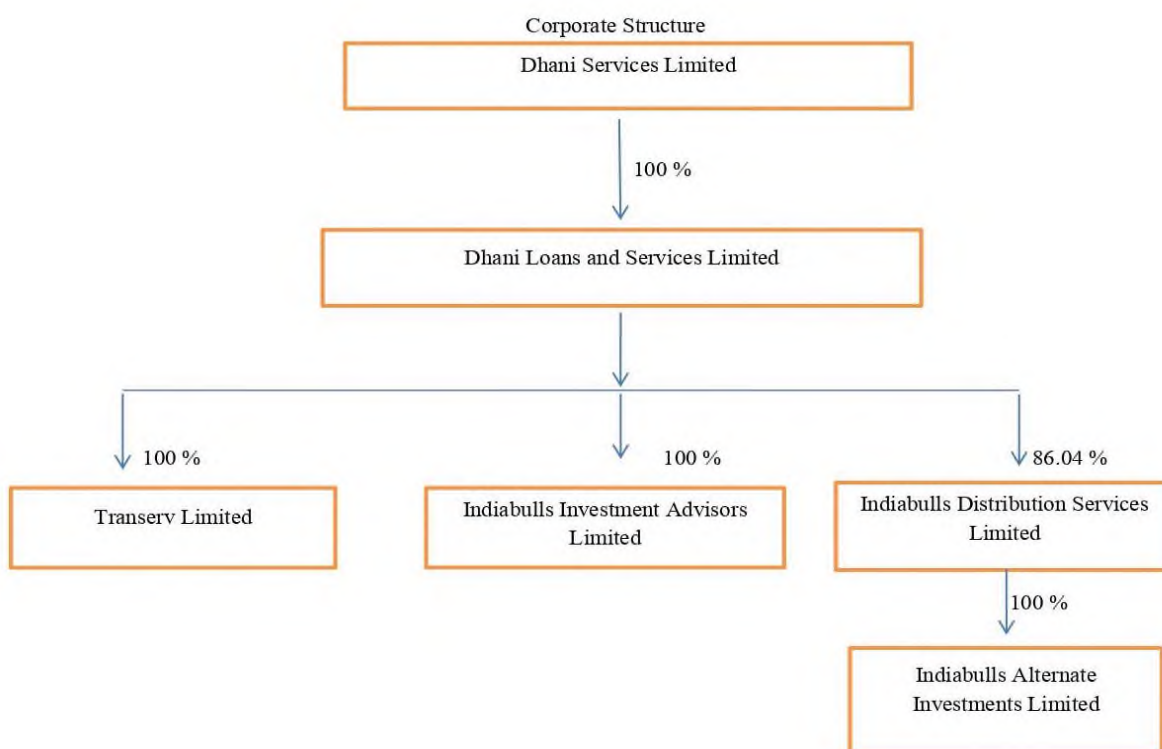 Corporate Structure
Dhani Services Limited
100 %
Dhani Loans and Services Limited
100 %
100 %
86.04 %
Transerv Limited
Indiabulls Investment Advisors
Limited
Indiabulls Distribution Services
Limited
100 %
Indiabulls Alternate
Investments Limited